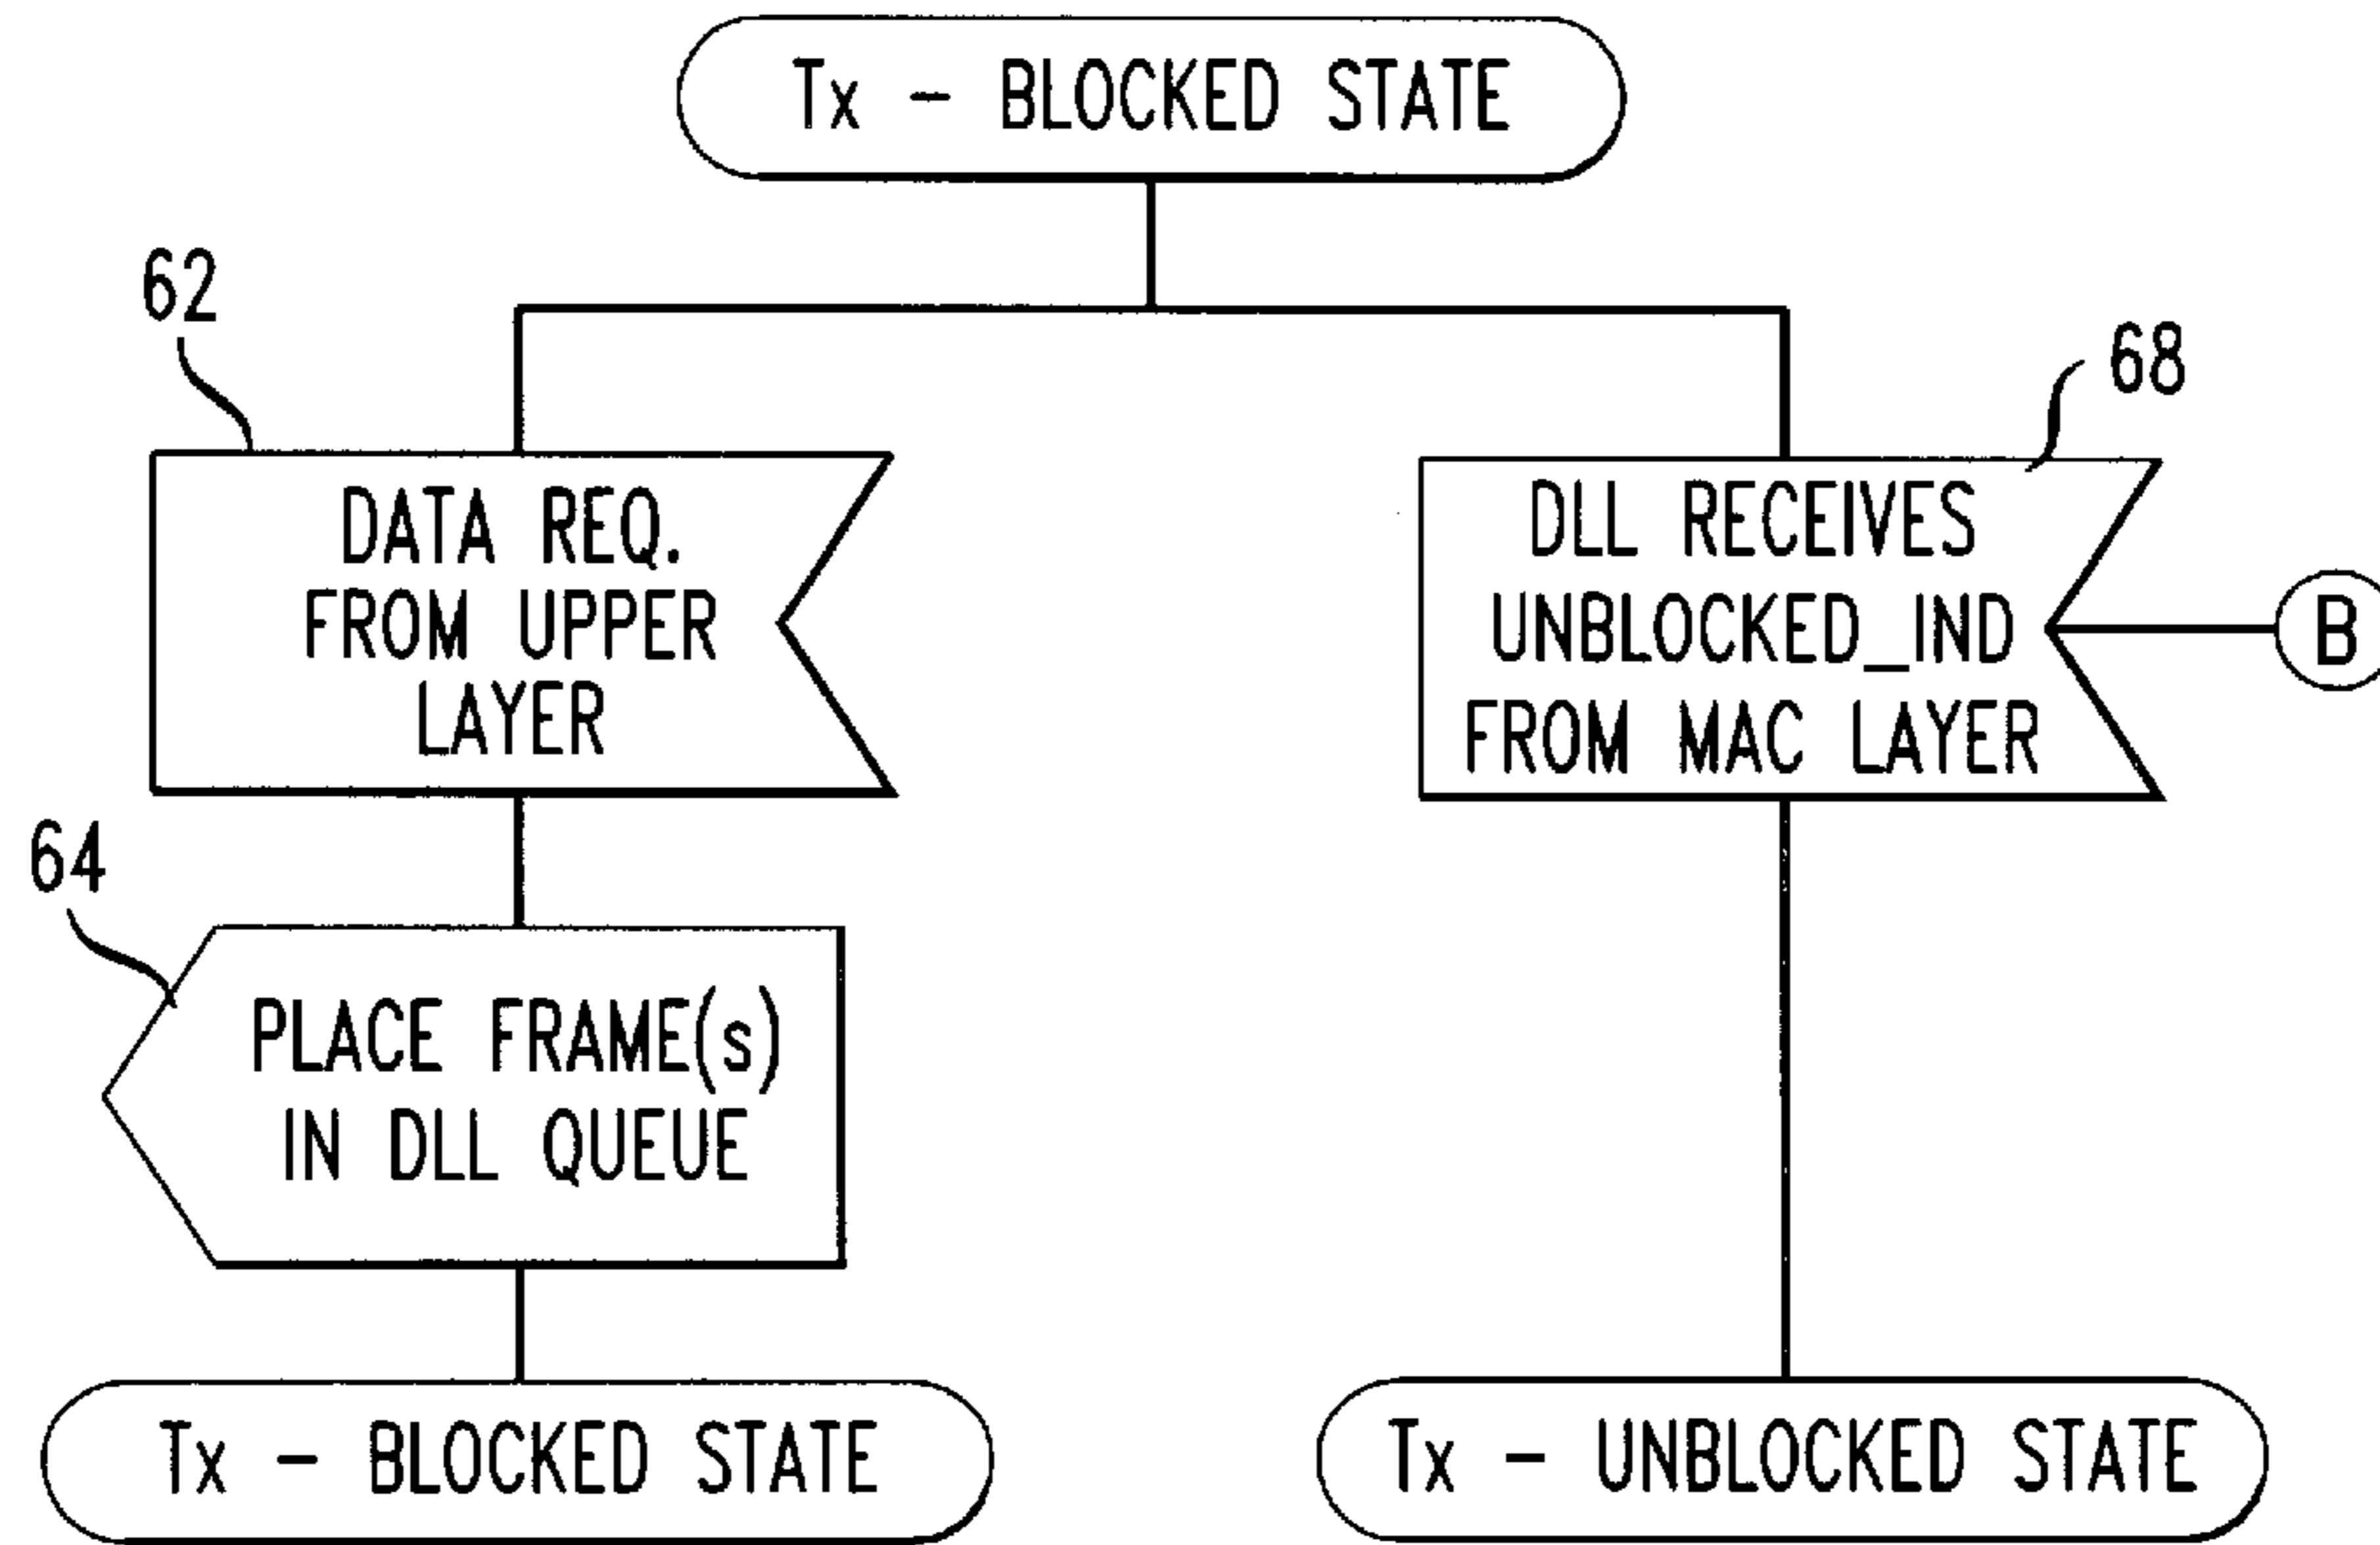 Tx - BLOCKED STATE
62
DATA REQ.
FROM UPPER
LAYER
68
DLL RECEIVES
UNBLOCKED_IND
FROM MAC LAYER
B
64
PLACE FRAME(s)
IN DLL QUEUE
Tx - BLOCKED STATE
Tx - UNBLOCKED STATE